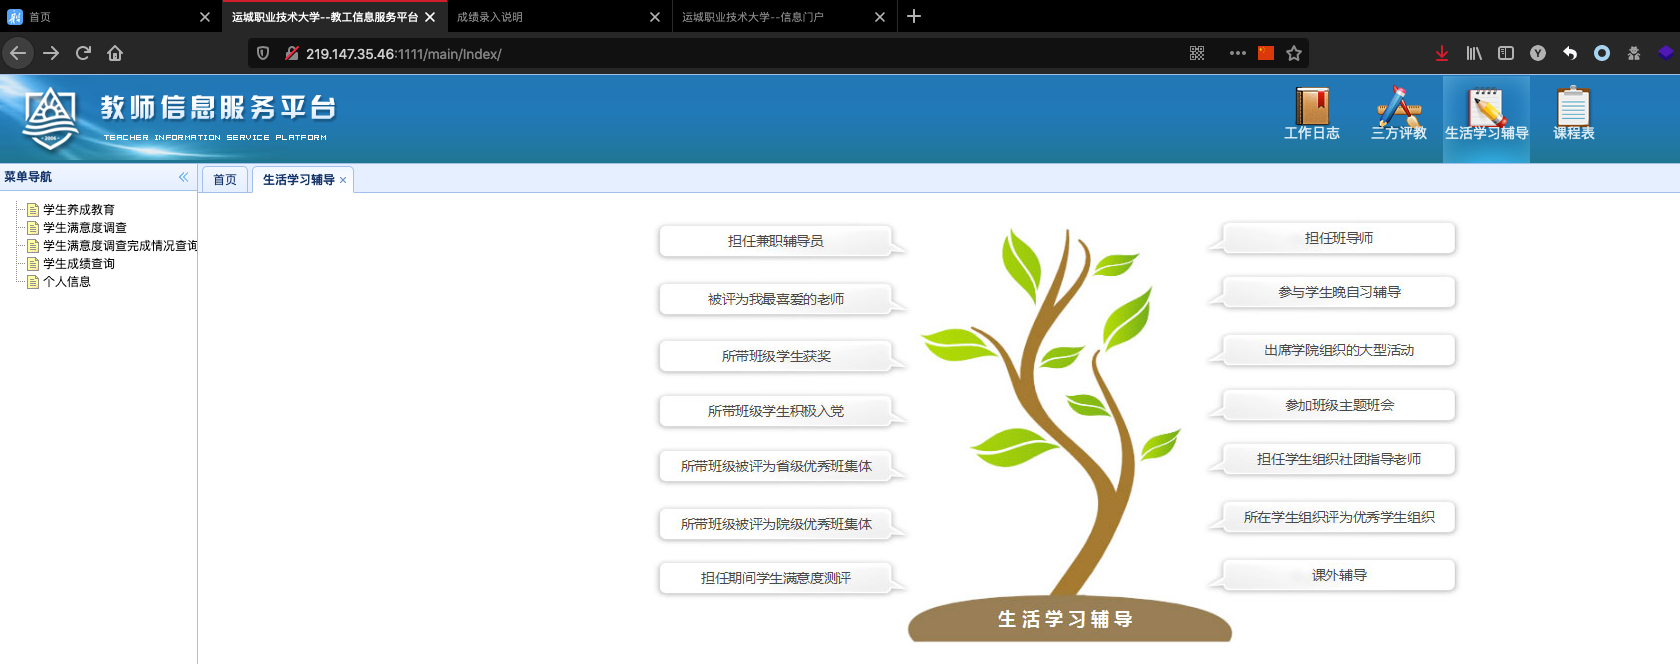 首页
运城职业技术大学--教工信息服务平台
成绩录入说明
运城职业技术大学--信息门户
219.147.35.46:1111/main/Index/
教师信息服务平台
TEACHER INFORMATION SERVICE PLATFORM
工作日志
三方评教
生活学习辅导
课程表
菜单导航
首页
生活学习辅导
学生养成教育
学生满意度调查
学生满意度调查完成情况查询
学生成绩查询
个人信息
担任兼职辅导员
被评为我最喜爱的老师
所带班级学生获奖
所带班级学生积极入党
所带班级被评为省级优秀班集体
所带班级被评为院级优秀班集体
担任期间学生满意度测评
担任班导师
参与学生晚自习辅导
出席学院组织的大型活动
参加班级主题班会
担任学生组织社团指导老师
所在学生组织评为优秀学生组织
课外辅导
生活学习辅导